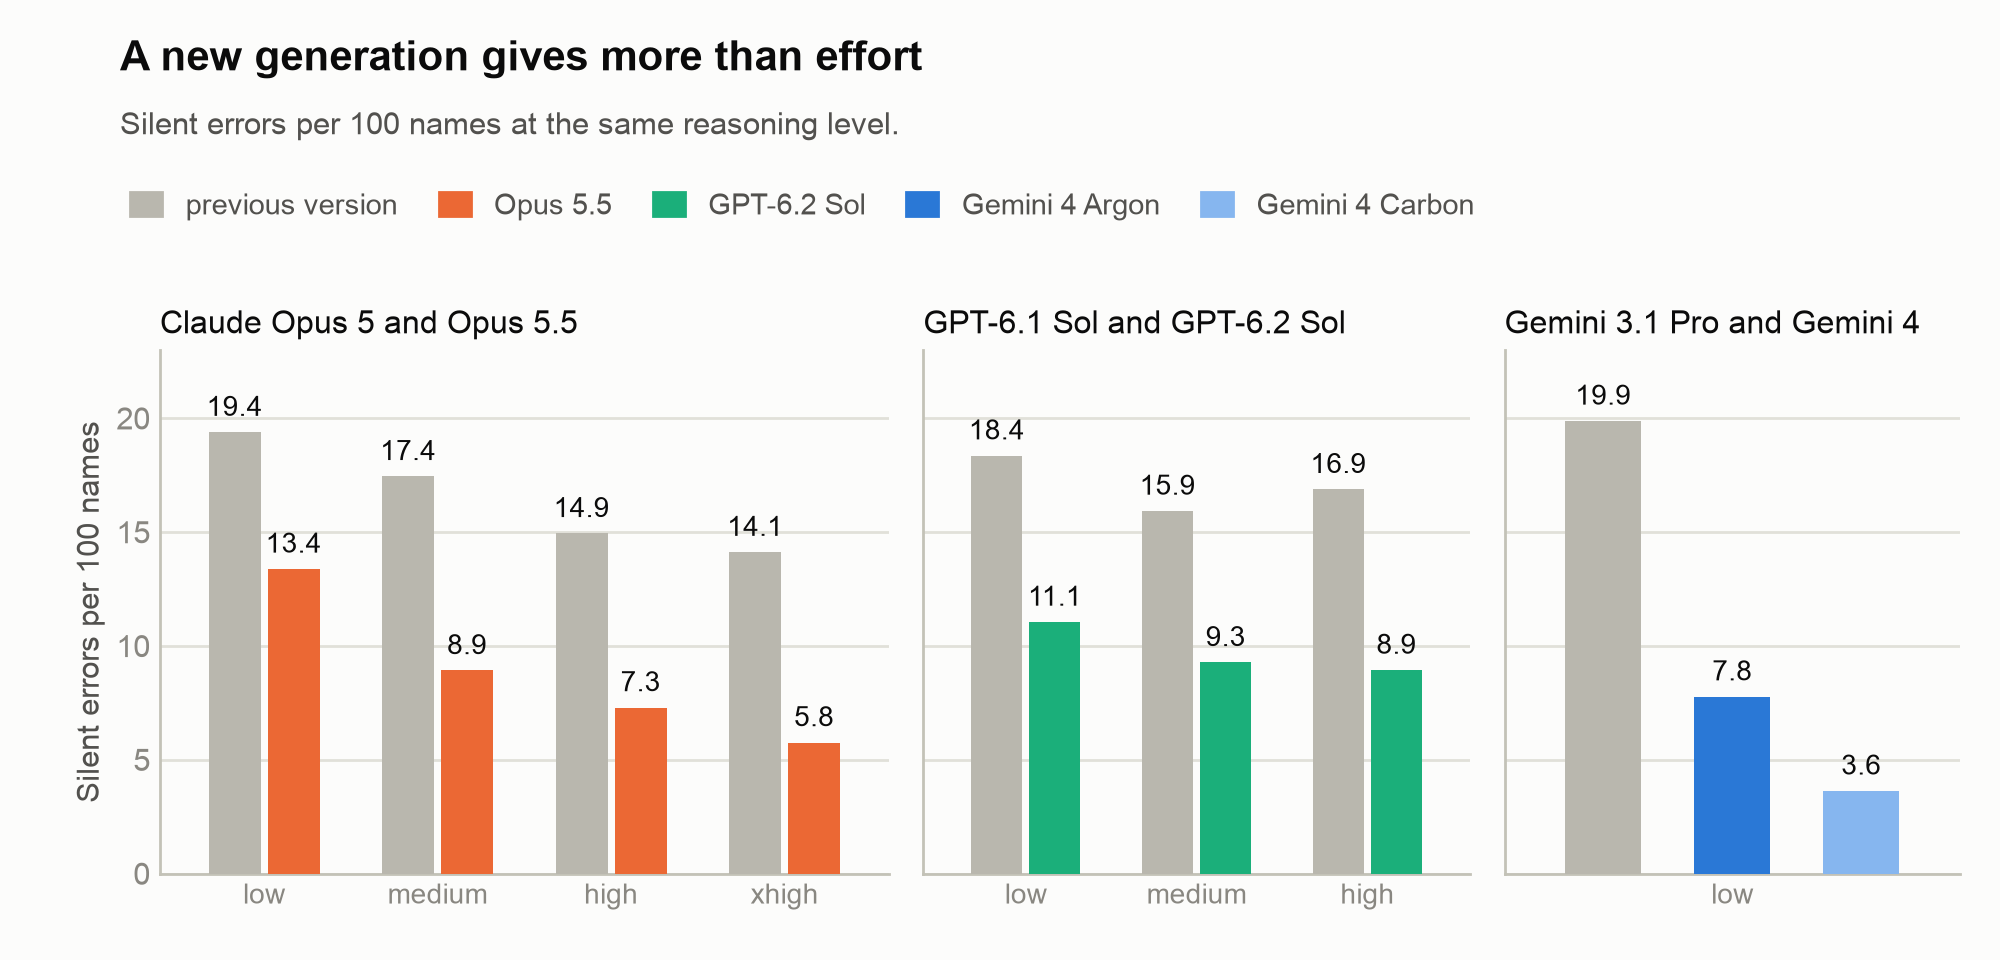 A new generation gives more than effort
Silent errors per 100 names at the same reasoning level.
previous version Opus 5.5 GPT-6.2 Sol Gemini 4 Argon Gemini 4 Carbon
Claude Opus 5 and Opus 5.5
Silent errors per 100 names
20
15
10
5
0
19.4
13.4
17.4
8.9
14.9
7.3
14.1
5.8
low medium high xhigh
GPT-6.1 Sol and GPT-6.2 Sol
18.4
11.1
15.9
9.3
16.9
8.9
low medium high
Gemini 3.1 Pro and Gemini 4
19.9
7.8
3.6
low